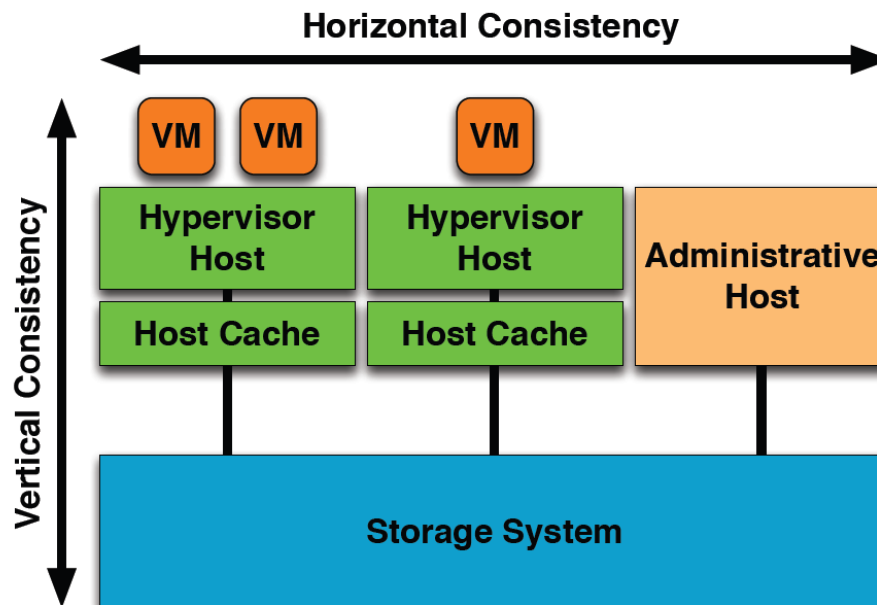 Horizontal Consistency
Vertical Consistency
VM
VM
VM
Hypervisor
Host
Hypervisor
Host
Administrative
Host
Host Cache
Host Cache
Storage System